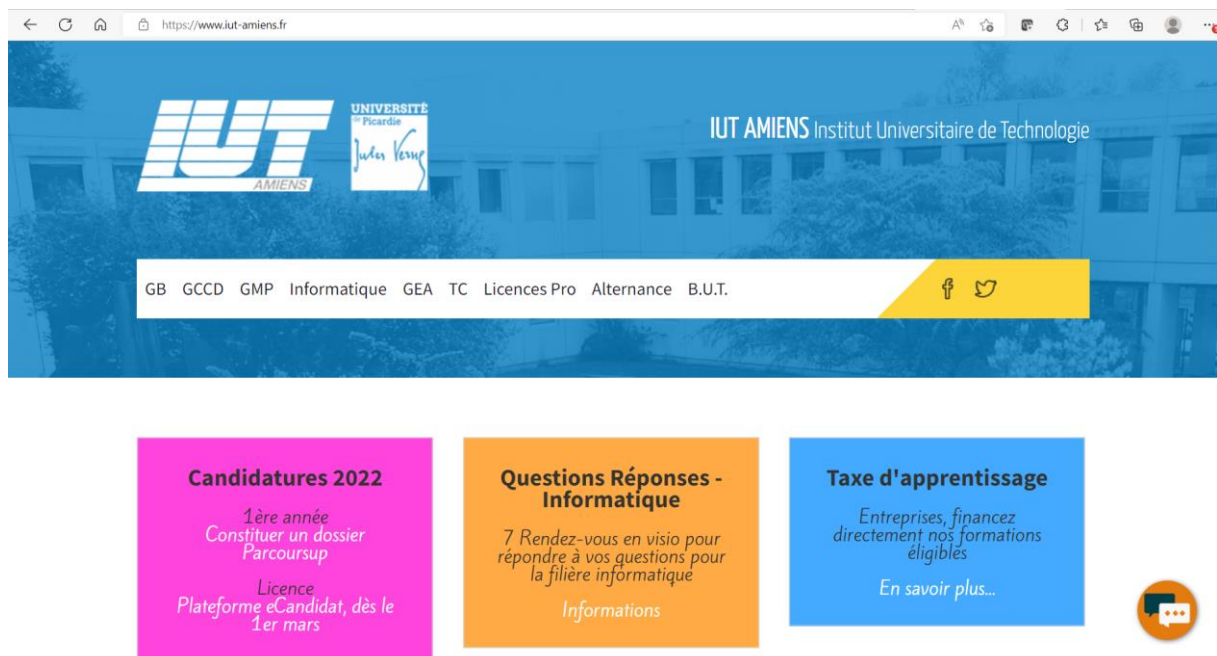 https://www.iut-amiens.fr
IUT
AMIENS
UNIVERSITÉ
de Picardie
Jules Verne
IUT AMIENS Institut Universitaire de Technologie
GB GCCD GMP Informatique GEA TC Licences Pro Alternance B.U.T.
Candidatures 2022
1ère année
Constituer un dossier
Parcoursup
Licence
Plateforme eCandidat, dès le
1er mars
Questions Réponses -
Informatique
7 Rendez-vous en visio pour
répondre à vos questions pour
la filière informatique
Informations
Taxe d'apprentissage
Entreprises, financez
directement nos formations
éligibles
En savoir plus...